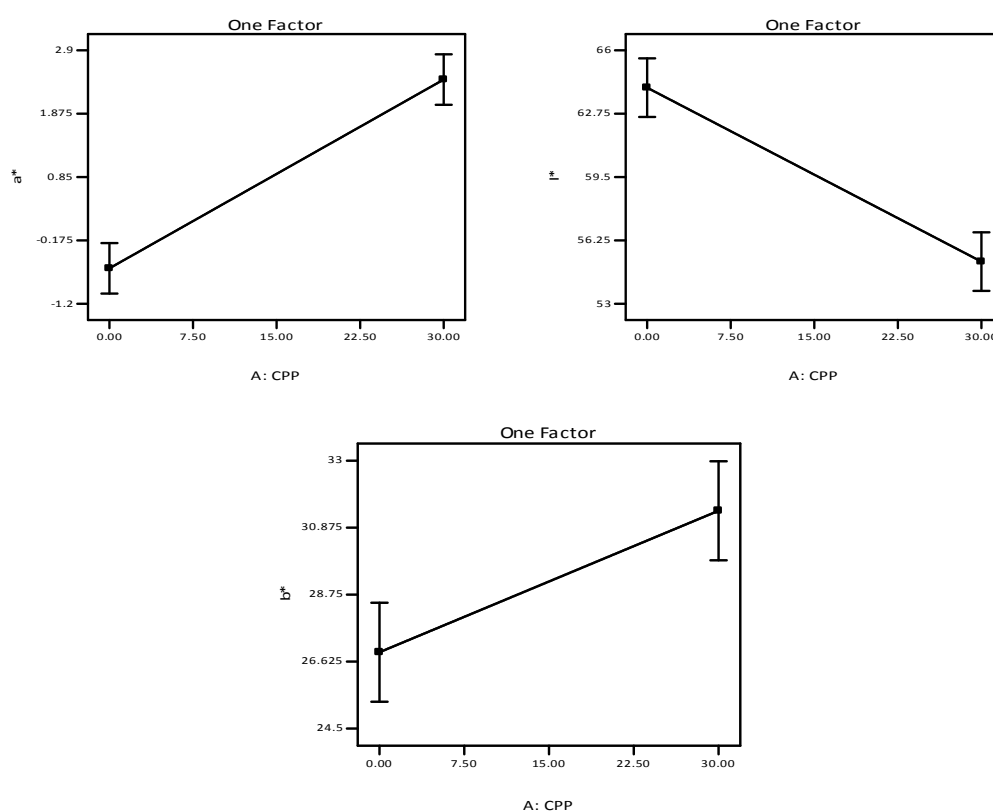 One Factor
2.9
1.875
0.85
-0.175
-1.2
a*
0.00 7.50 15.00 22.50 30.00
A: CPP
One Factor
66
62.75
59.5
56.25
53
l*
0.00 7.50 15.00 22.50 30.00
A: CPP
One Factor
33
30.875
28.75
26.625
24.5
b*
0.00 7.50 15.00 22.50 30.00
A: CPP